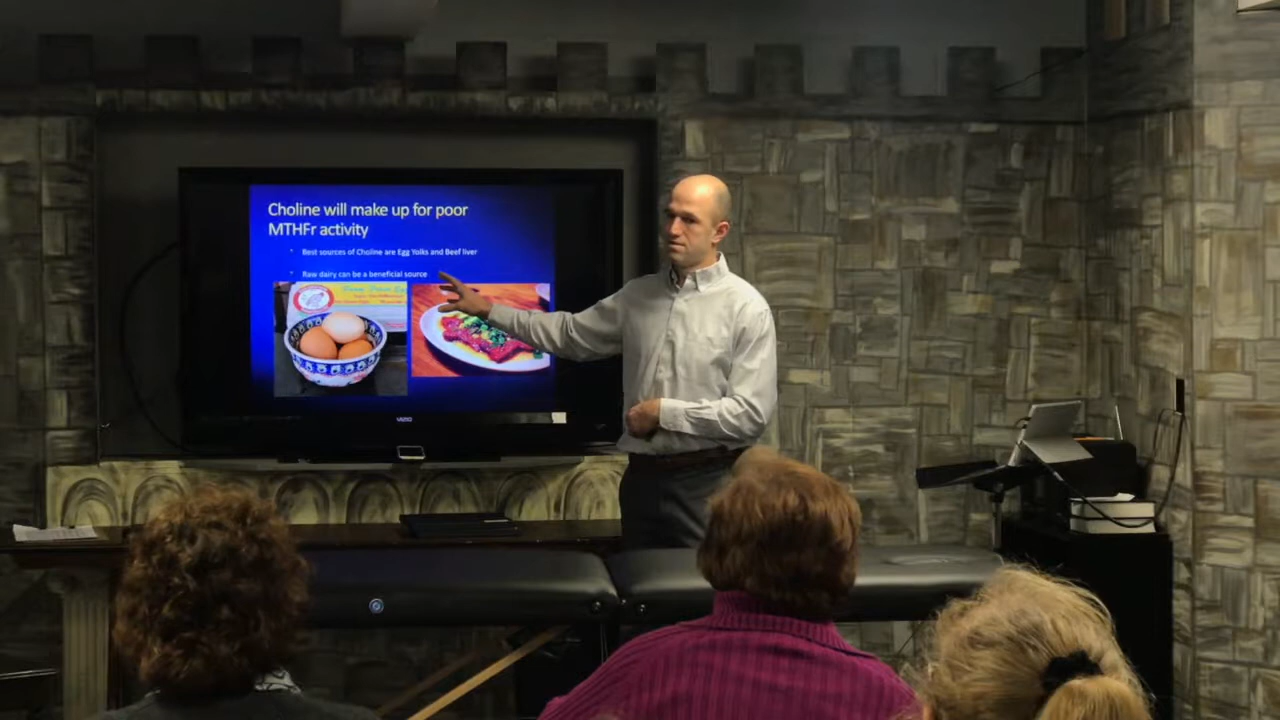 Choline will make up for poor
MTHFr activity
Best sources of Choline are Egg Yolks and Beef liver
Raw dairy can be a beneficial source
VIZIO